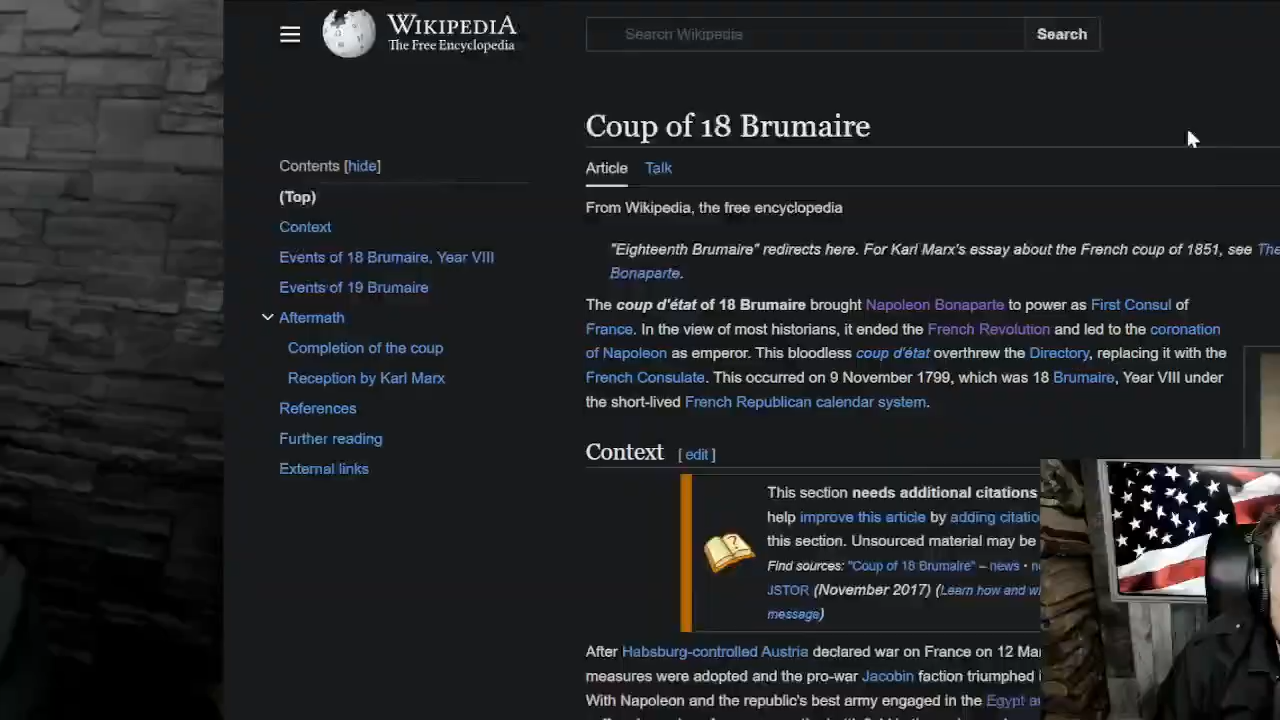 WIKIPEDIA
The Free Encyclopedia
Search Wikipedia
Search
Coup of 18 Brumaire
Contents [hide]
(Top)
Context
Events of 18 Brumaire, Year VIII
Events of 19 Brumaire
Aftermath
Completion of the coup
Reception by Karl Marx
References
Further reading
External links
Article Talk
From Wikipedia, the free encyclopedia
"Eighteenth Brumaire" redirects here. For Karl Marx's essay about the French coup of 1851, see The
Bonaparte.
The coup d'état of 18 Brumaire brought Napoleon Bonaparte to power as First Consul of
France. In the view of most historians, it ended the French Revolution and led to the coronation
of Napoleon as emperor. This bloodless coup d'état overthrew the Directory, replacing it with the
French Consulate. This occurred on 9 November 1799, which was 18 Brumaire, Year VIII under
the short-lived French Republican calendar system.
Context [ edit ]
This section needs additional citations
help improve this article by adding citatio
this section. Unsourced material may be
Find sources: "Coup of 18 Brumaire" – news •
JSTOR (November 2017) (Learn how and w
message)
After Habsburg-controlled Austria declared war on France on 12 Ma
measures were adopted and the pro-war Jacobin faction triumphed
With Napoleon and the republic's best army engaged in the Egypt a